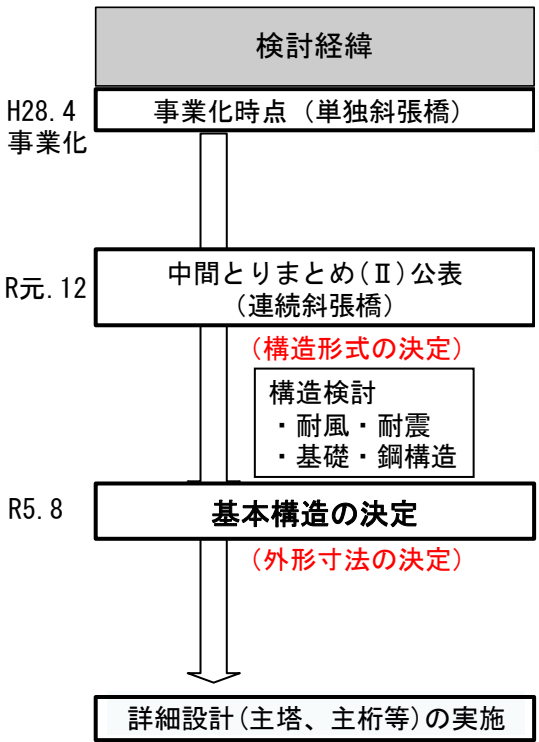 検討経緯
H28.4
事業化
事業化時点（単独斜張橋）
R元.12
中間とりまとめ(Ⅱ)公表
(連続斜張橋)
(構造形式の決定)
構造検討
・耐風・耐震
・基礎・鋼構造
R5.8
基本構造の決定
(外形寸法の決定)
詳細設計(主塔、主桁等)の実施